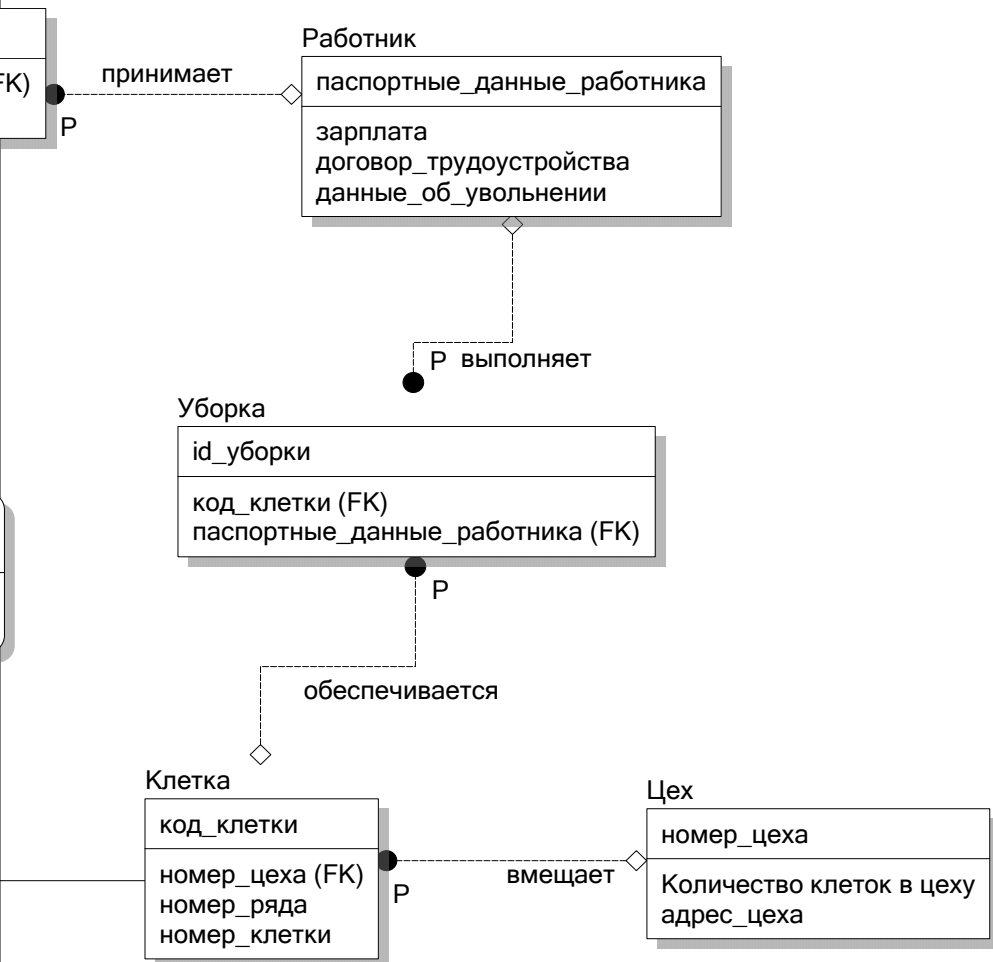 Работник
принимает
паспортные_данные_работника
FK)
P
зарплата
договор_трудоустройства
данные_об_увольнении
P выполняет
Уборка
id_уборки
код_клетки (FK)
паспортные_данные_работника (FK)
P
обеспечивается
Клетка
код_клетки
номер_цеха (FK)
номер_ряда
номер_клетки
P
вмещает
Цех
номер_цеха
Количество клеток в цеху
адрес_цеха